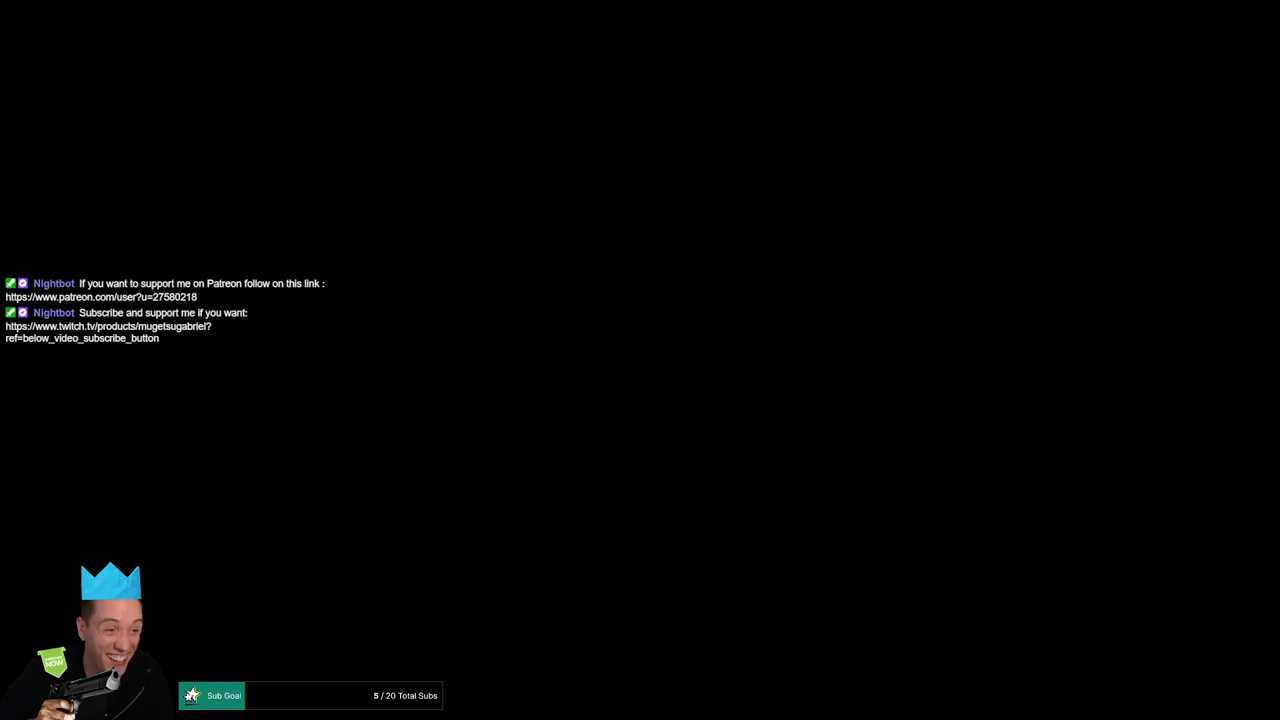 Nightbot If you want to support me on Patreon follow on this link :
https://www.patreon.com/user?u=27580218
Nightbot Subscribe and support me if you want:
https://www.twitch.tv/products/mugetsugabriel?
ref=below_video_subscribe_button
NOW
Sub Goal 5 / 20 Total Subs